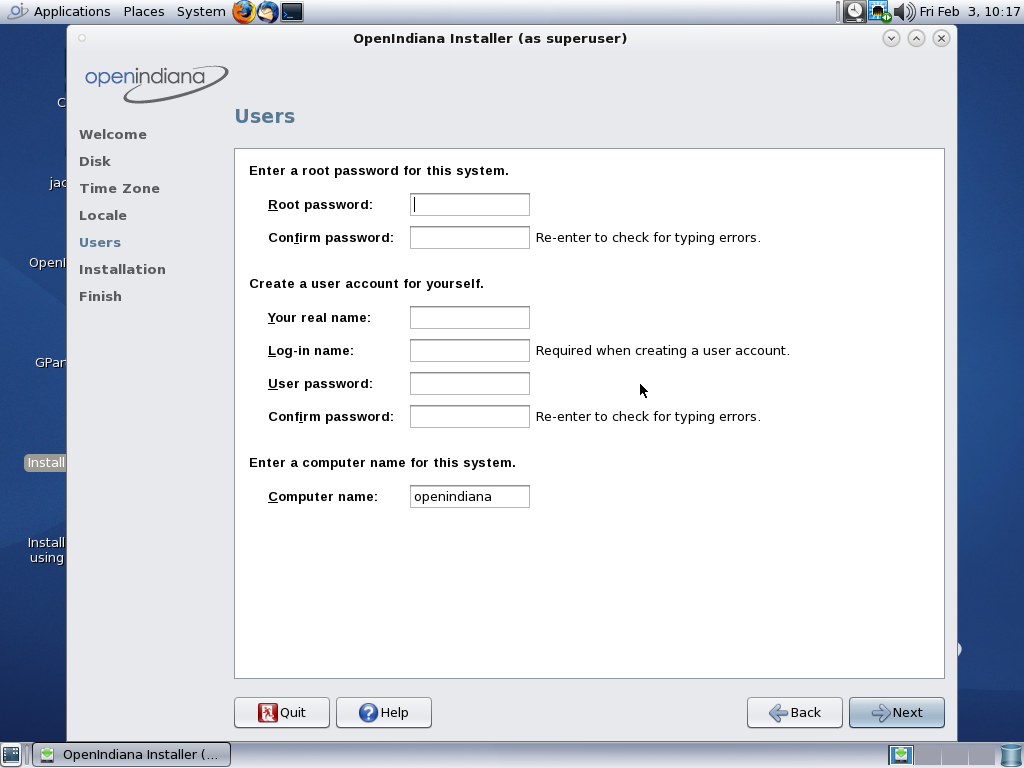 Applications Places System Fri Feb 3, 10:17
OpenIndiana Installer (as superuser)
openindiana
Users
Welcome
Disk
Time Zone
Locale
Users
Installation
Finish
Enter a root password for this system.
Root password:
Confirm password: Re-enter to check for typing errors.
Create a user account for yourself.
Your real name:
Log-in name: Required when creating a user account.
User password:
Confirm password: Re-enter to check for typing errors.
Enter a computer name for this system.
Computer name: openindiana
C
jac
OpenI
GPar
Install
Install
using
Quit Help Back Next
OpenIndiana Installer (...